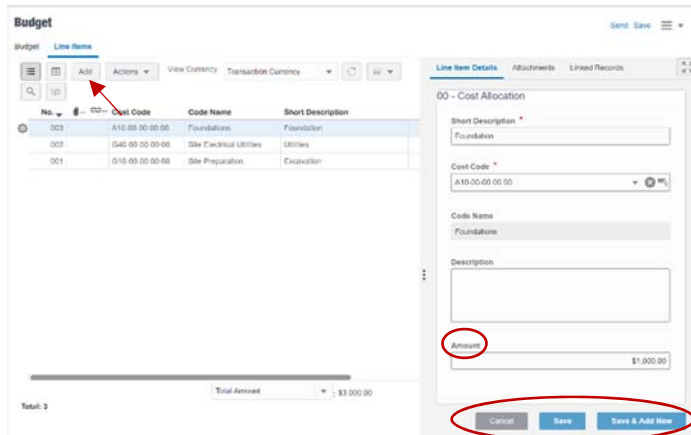 Budget
Send Save
Budget Line Items
Add Actions View Currency Transaction Currency
No. Cost Code Code Name Short Description
003 A10.00.00.00.00 Foundations Foundation
002 G40.00.00.00.00 Site Electrical Utilities Utilities
001 G10.00.00.00.00 Site Preparation Excavation
Total Amount : $3,000.00
Total: 3
Line Item Details Attachments Linked Records
00 - Cost Allocation
Short Description *
Foundation
Cost Code *
A10-00-00.00.00
Code Name
Foundations
Description
Amount
$1,000.00
Cancel Save Save & Add New